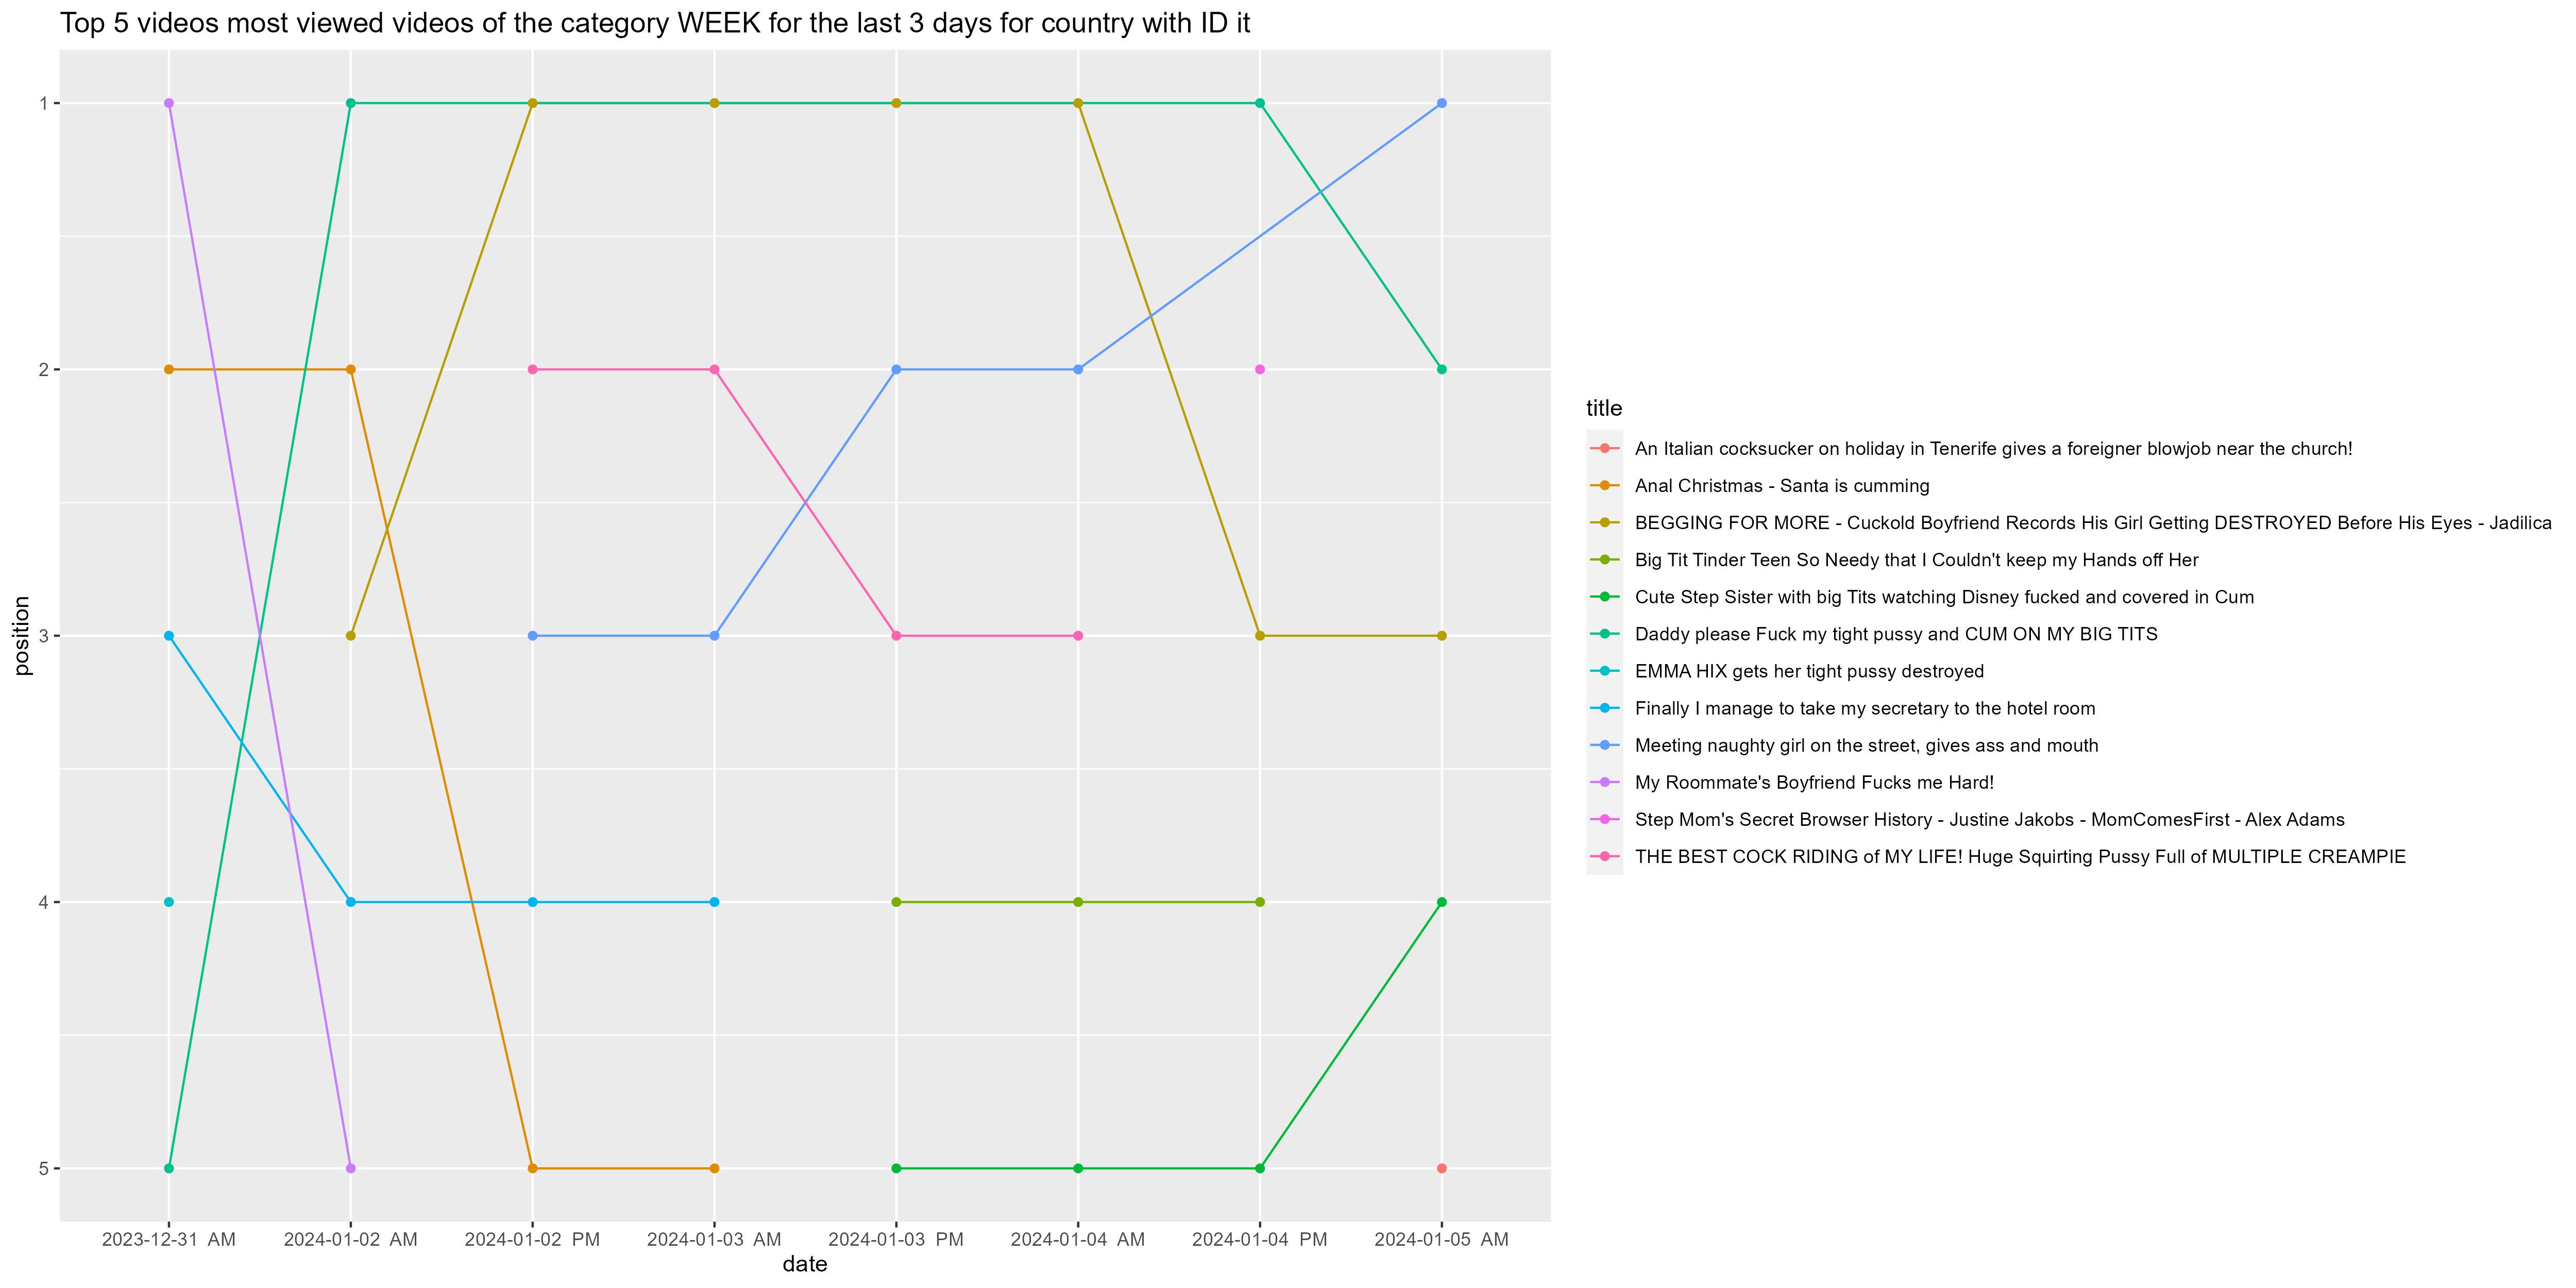 Top 5 videos most viewed videos of the category WEEK for the last 3 days for country with ID it
1
2
3
4
5
position
2023-12-31 AM
2024-01-02 AM
2024-01-02 PM
2024-01-03 AM
2024-01-03 PM
2024-01-04 AM
2024-01-04 PM
2024-01-05 AM
date
title
An Italian cocksucker on holiday in Tenerife gives a foreigner blowjob near the church!
Anal Christmas - Santa is cumming
BEGGING FOR MORE - Cuckold Boyfriend Records His Girl Getting DESTROYED Before His Eyes - Jadilica
Big Tit Tinder Teen So Needy that I Couldn't keep my Hands off Her
Cute Step Sister with big Tits watching Disney fucked and covered in Cum
Daddy please Fuck my tight pussy and CUM ON MY BIG TITS
EMMA HIX gets her tight pussy destroyed
Finally I manage to take my secretary to the hotel room
Meeting naughty girl on the street, gives ass and mouth
My Roommate's Boyfriend Fucks me Hard!
Step Mom's Secret Browser History - Justine Jakobs - MomComesFirst - Alex Adams
THE BEST COCK RIDING of MY LIFE! Huge Squirting Pussy Full of MULTIPLE CREAMPIE